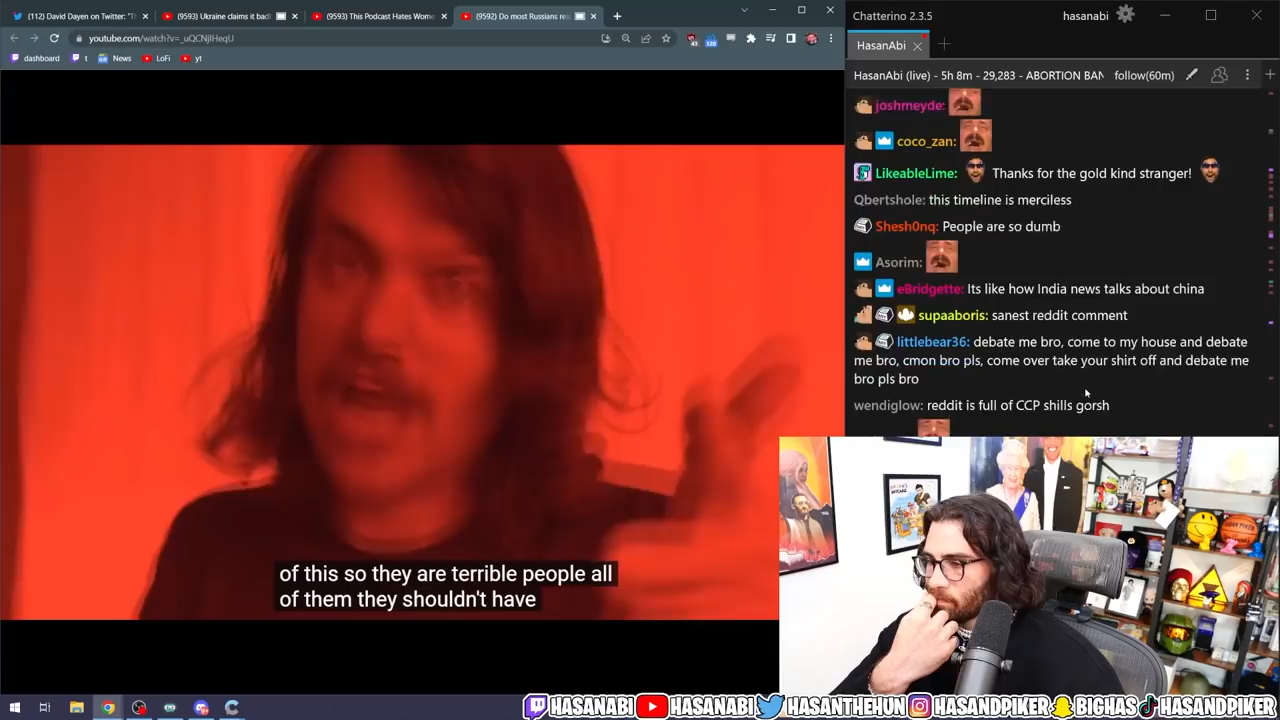 (112) David Dayen on Twitter: "Th
(9593) Ukraine claims it bad
(9593) This Podcast Hates Wome
(9592) Do most Russians rea
youtube.com/watch?v=_uQCNjIHeqU
dashboard
t
News
LoFi
yt
of this so they are terrible people all
of them they shouldn't have
Chatterino 2.3.5
hasanabi
HasanAbi
HasanAbi (live) - 5h 8m - 29,283 - ABORTION BAN
follow(60m)
joshmeyde:
coco_zan:
LikeableLime: Thanks for the gold kind stranger!
Qbertshole: this timeline is merciless
Shesh0nq: People are so dumb
Asorim:
eBridgette: Its like how India news talks about china
supaaboris: sanest reddit comment
littlebear36: debate me bro, come to my house and debate
me bro, cmon bro pls, come over take your shirt off and debate me
bro pls bro
wendiglow: reddit is full of CCP shills gorsh
HASANABI
HASANABI
HASANTHEHUN
HASANDPIKER
BIGHAS
HASANDPIKER